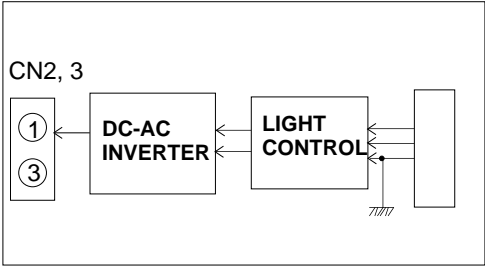 CN2, 3
1
3
DC-AC
INVERTER
LIGHT
CONTROL